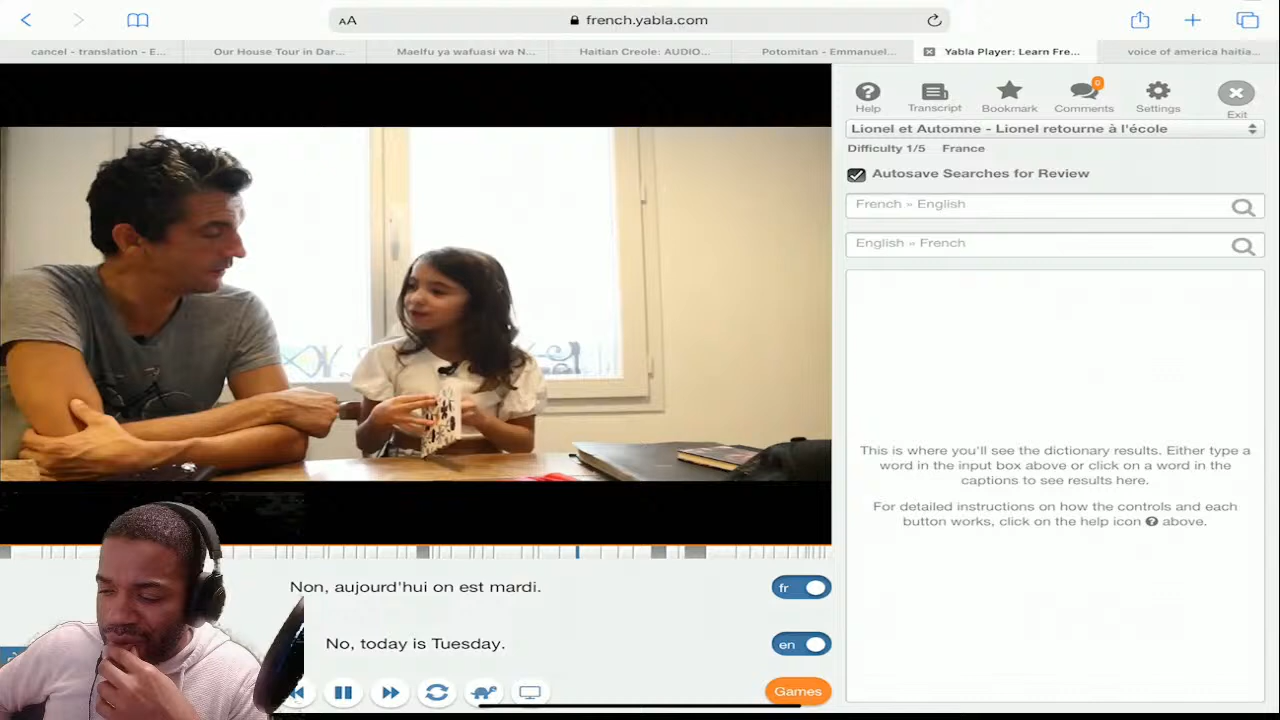 AA
french.yabla.com
cancel - translation - E...
Our House Tour in Dar...
Maelfu ya wafuasi wa N...
Haitian Creole: AUDIO...
Potomitan - Emmanuel...
Yabla Player: Learn Fre...
voice of america haitia...
Help
Transcript
Bookmark
0
Comments
Settings
Exit
Lionel et Automne - Lionel retourne à l'école
Difficulty 1/5 France
Autosave Searches for Review
French » English
English » French
This is where you'll see the dictionary results. Either type a
word in the input box above or click on a word in the
captions to see results here.
For detailed instructions on how the controls and each
button works, click on the help icon ? above.
Non, aujourd'hui on est mardi.
fr
No, today is Tuesday.
en
Games